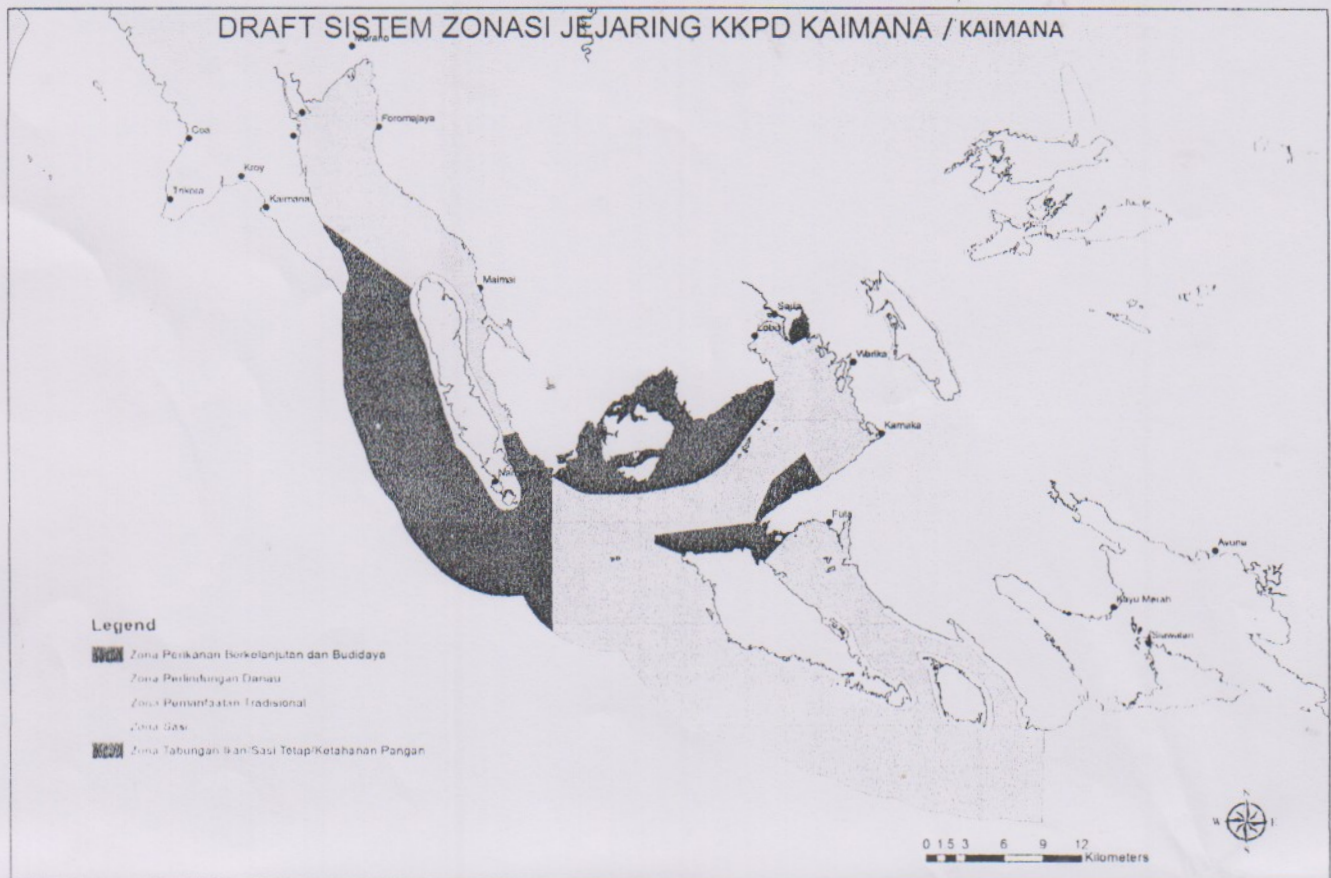 DRAFT SISTEM ZONASI JEJARING KKPD KAIMANA / KAIMANA
Coa
Foromajaya
Kroy
Trikora
Kaimana
Maimai
Lobo
Warika
Kamaka
Avona
Kayu Merah
Legend
Zona Perikanan Berkelanjutan dan Budidaya
Zona Perlindungan Danau
Zona Pemanfaatan Tradisional
Zona Sasi
Zona Tabungan Ikan/Sasi Tetap/Ketahanan Pangan
N
W E
S
0 1 5 3 6 9 12
Kilometers